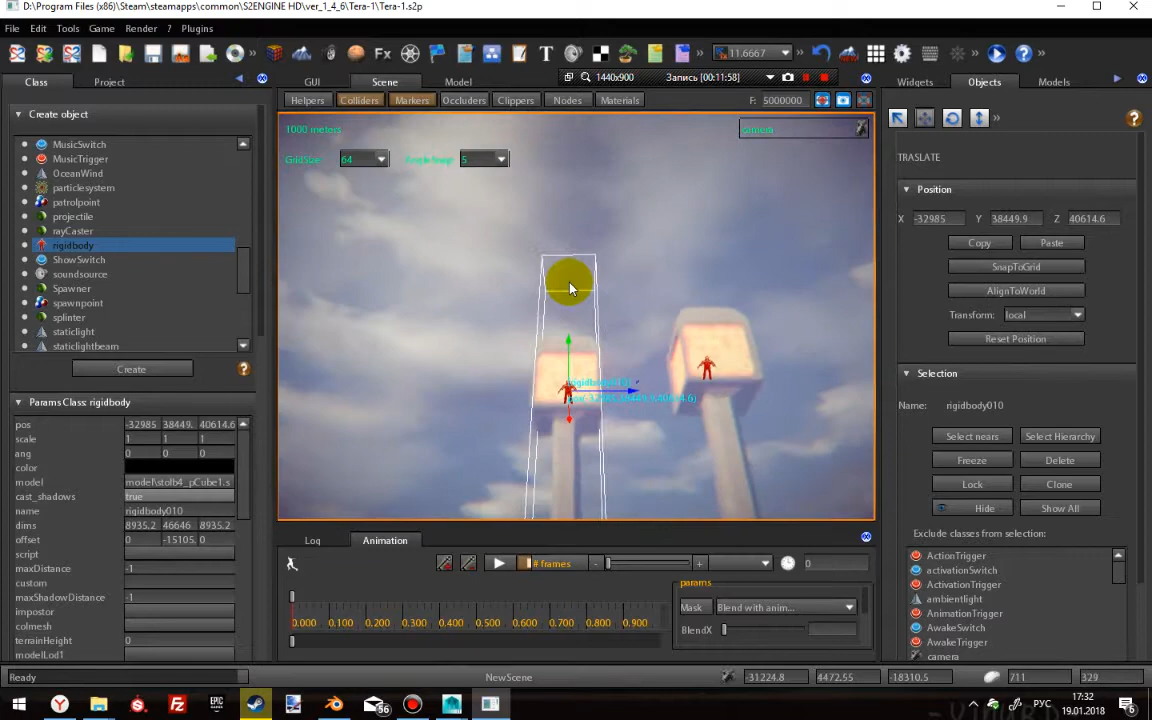 D:\Program Files (x86)\Steam\steamapps\common\S2ENGINE HD\ver_1_4_6\Tera-1\Tera-1.s2p
File Edit Tools Game Render Plugins
Fx T 11.6667
Class Project
GUI Scene Model
1440x900 Запись [00:11:58]
Widgets Objects Models
Helpers Colliders Markers Occluders Clippers Nodes Materials F: 5000000
Create object
MusicSwitch
MusicTrigger
OceanWind
particlesystem
patrolpoint
projectile
rayCaster
rigidbody
ShowSwitch
soundsource
Spawner
spawnpoint
splinter
staticlight
staticlightbeam
Create
Params Class: rigidbody
pos -32985 38449. 40614.6
scale 1 1 1
ang 0 0 0
color
model model\stolb4_pCube1.s
cast_shadows true
name rigidbody010
dims 8935.2 46646 8935.2
offset 0 -15105. 0
script
maxDistance -1
custom
maxShadowDistance -1
impostor
colmesh
terrainHeight 0
modelLod1
1000 meters
camera
GridSize: 64 AngleSnap: 5
Log Animation
# frames - + 0
0.000 0.100 0.200 0.300 0.400 0.500 0.600 0.700 0.800 0.900
params
Mask Blend with anim...
BlendX
TRASLATE
Position
X -32985 Y 38449.9 Z 40614.6
Copy Paste
SnapToGrid
AlignToWorld
Transform: local
Reset Position
Selection
Name: rigidbody010
Select nears Select Hierarchy
Freeze Delete
Lock Clone
Hide Show All
Exclude classes from selection:
ActionTrigger
activationSwitch
ActivationTrigger
ambientlight
AnimationTrigger
AwakeSwitch
AwakeTrigger
camera
Ready NewScene 31224.8 4472.55 -18310.5 711 329
EPIC 56 РУС 17:32
19.01.2018 6